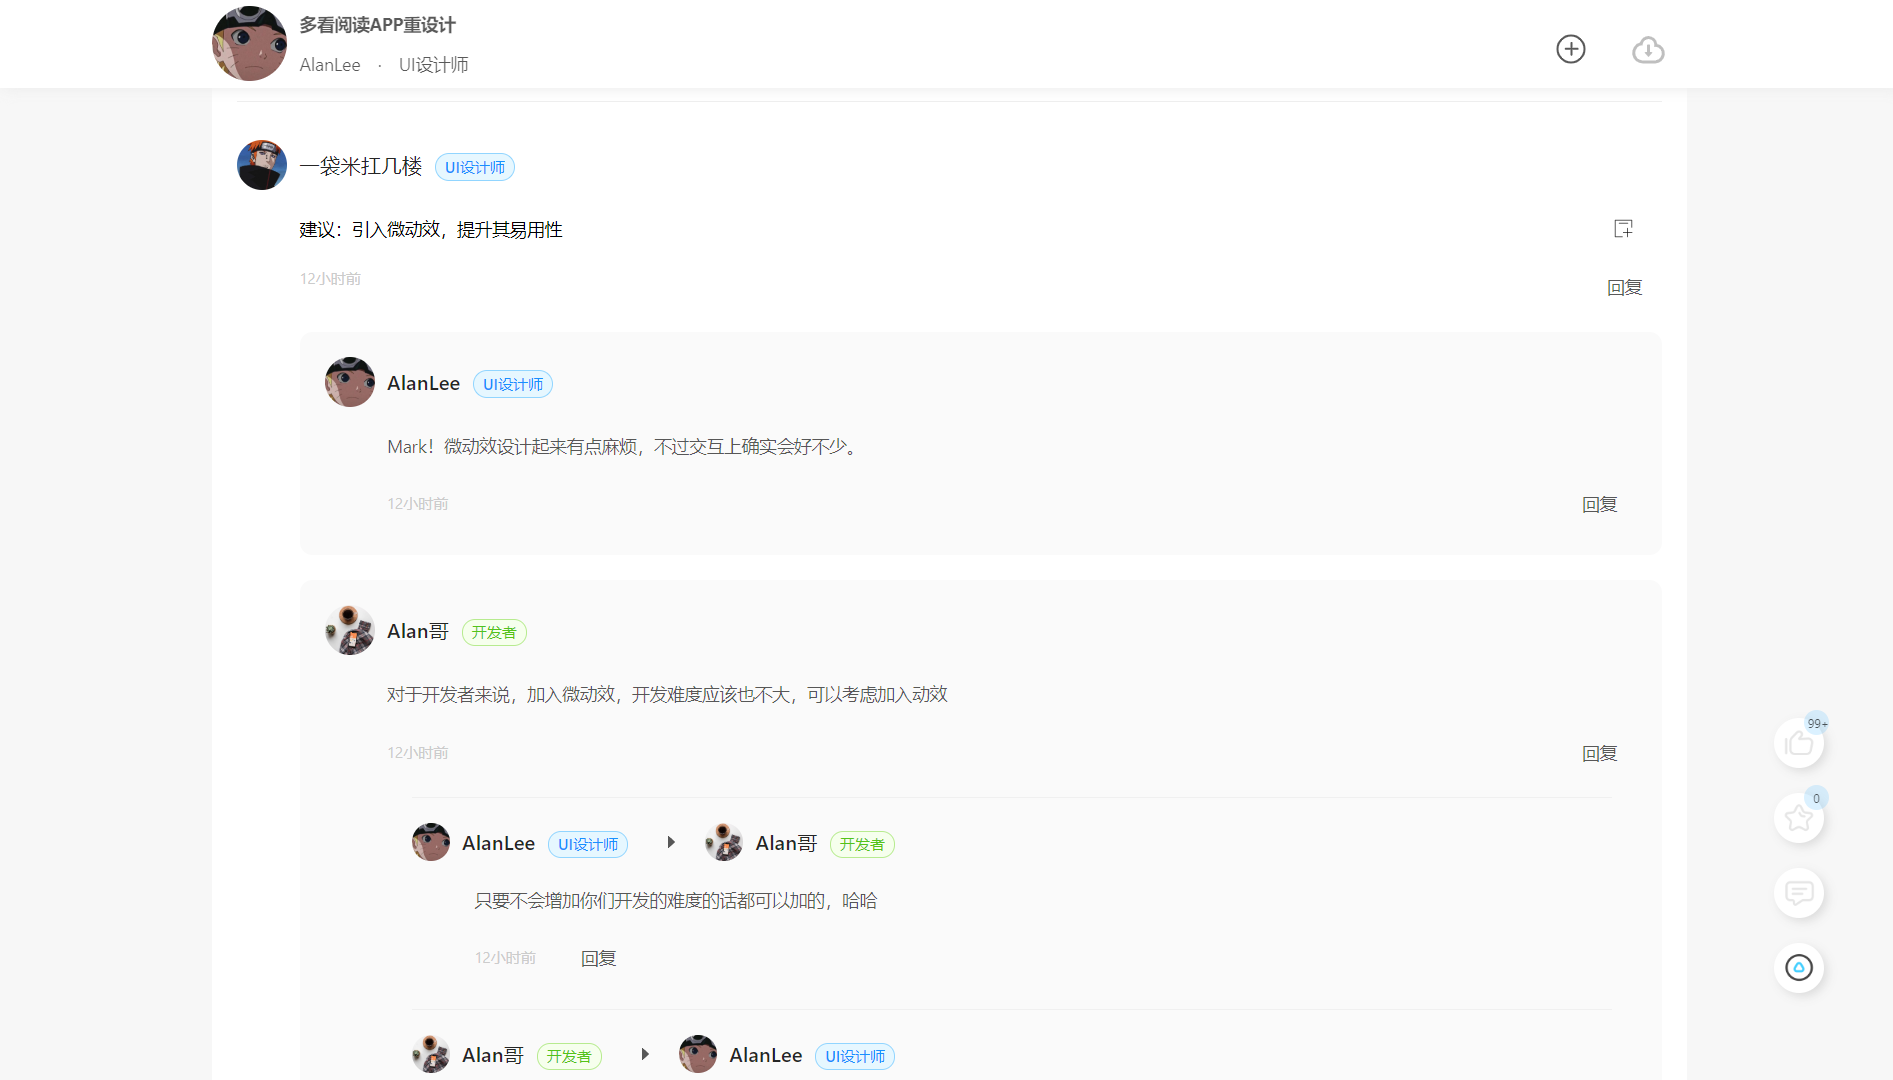 多看阅读APP重设计
AlanLee · UI设计师
一袋米扛几楼 UI设计师
建议：引入微动效，提升其易用性
12小时前
回复
AlanLee UI设计师
Mark！微动效设计起来有点麻烦，不过交互上确实会好不少。
12小时前 回复
Alan哥 开发者
对于开发者来说，加入微动效，开发难度应该也不大，可以考虑加入动效
12小时前 回复
AlanLee UI设计师 Alan哥 开发者
只要不会增加你们开发的难度的话都可以加的，哈哈
12小时前 回复
Alan哥 开发者 AlanLee UI设计师
99+
0